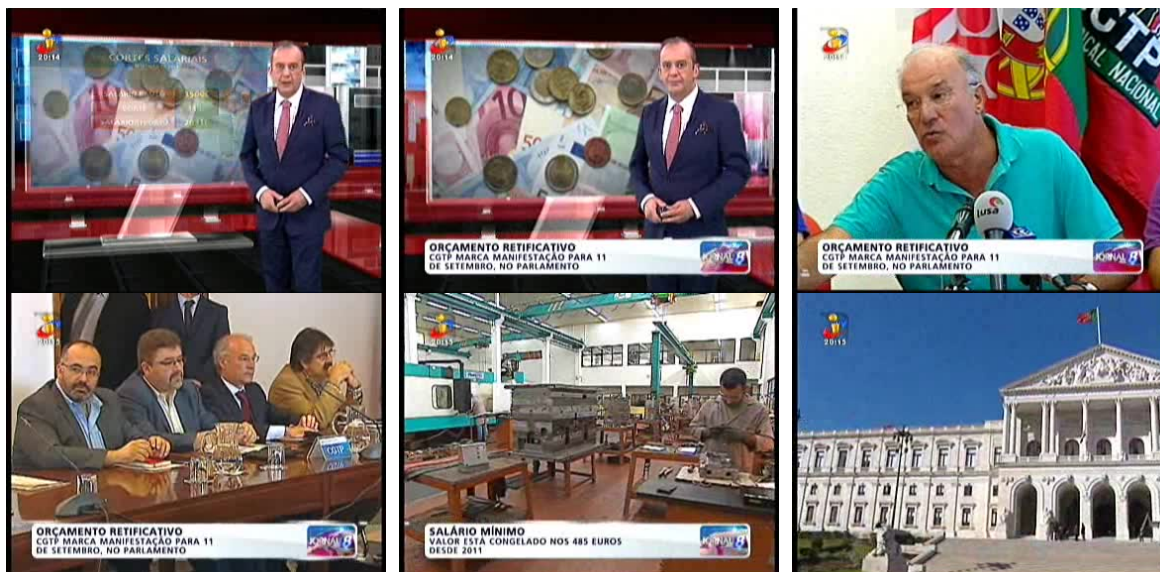 20:14
CORTES SALARIAIS
20:14
ORÇAMENTO RETIFICATIVO
CGTP MARCA MANIFESTAÇÃO PARA 11
DE SETEMBRO, NO PARLAMENTO
JORNAL 8
CGTP
SINDICAL NACIONAL
lusa
ORÇAMENTO RETIFICATIVO
CGTP MARCA MANIFESTAÇÃO PARA 11
DE SETEMBRO, NO PARLAMENTO
JORNAL 8
CGTP
ORÇAMENTO RETIFICATIVO
CGTP MARCA MANIFESTAÇÃO PARA 11
DE SETEMBRO, NO PARLAMENTO
JORNAL 8
20:15
SALÁRIO MÍNIMO
VALOR ESTÁ CONGELADO NOS 485 EUROS
DESDE 2011
JORNAL 8
20:15